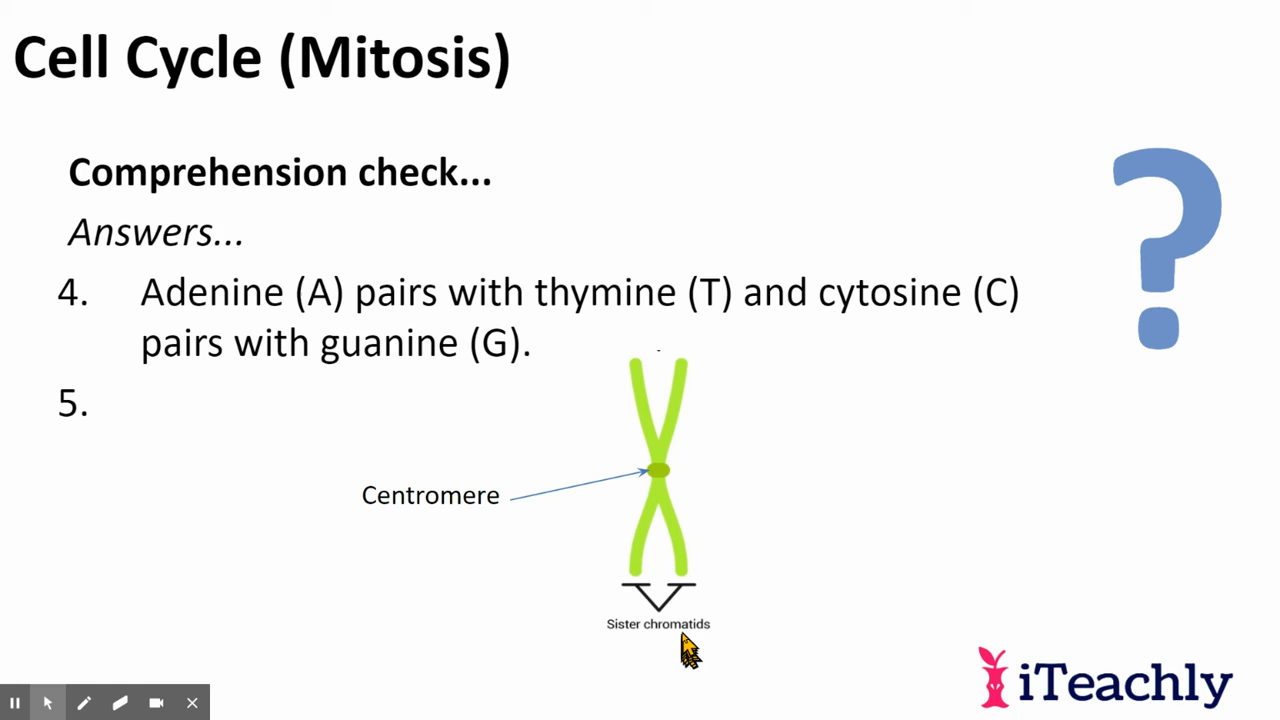 Cell Cycle (Mitosis)
Comprehension check...
Answers...
4. Adenine (A) pairs with thymine (T) and cytosine (C)
pairs with guanine (G).
5.
Centromere
Sister chromatids
?
iTeachly